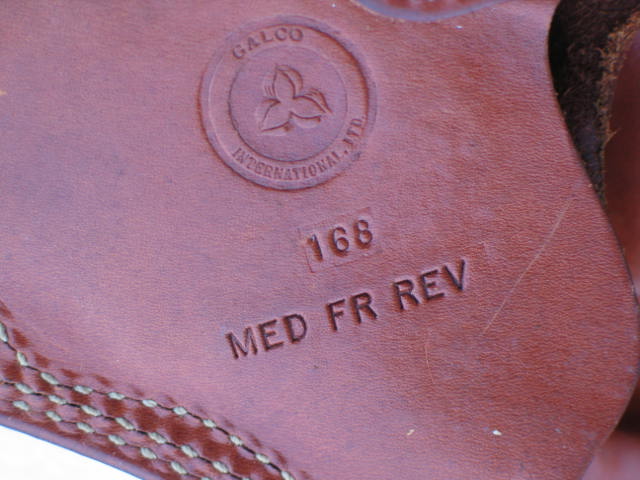 GALCO
INTERNATIONAL, LTD.
168
MED FR REV